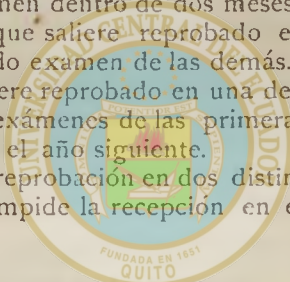 men dentro de dos meses
que saliere reprobado e
do examen de las demás.
ere reprobado en una de
exámenes de las primera
el año siguiente.
reprobación en dos distin
mpide la recepción en e
UNIVERSIDAD CENTRAL DEL ECUADOR
FUNDADA EN 1651
QUITO